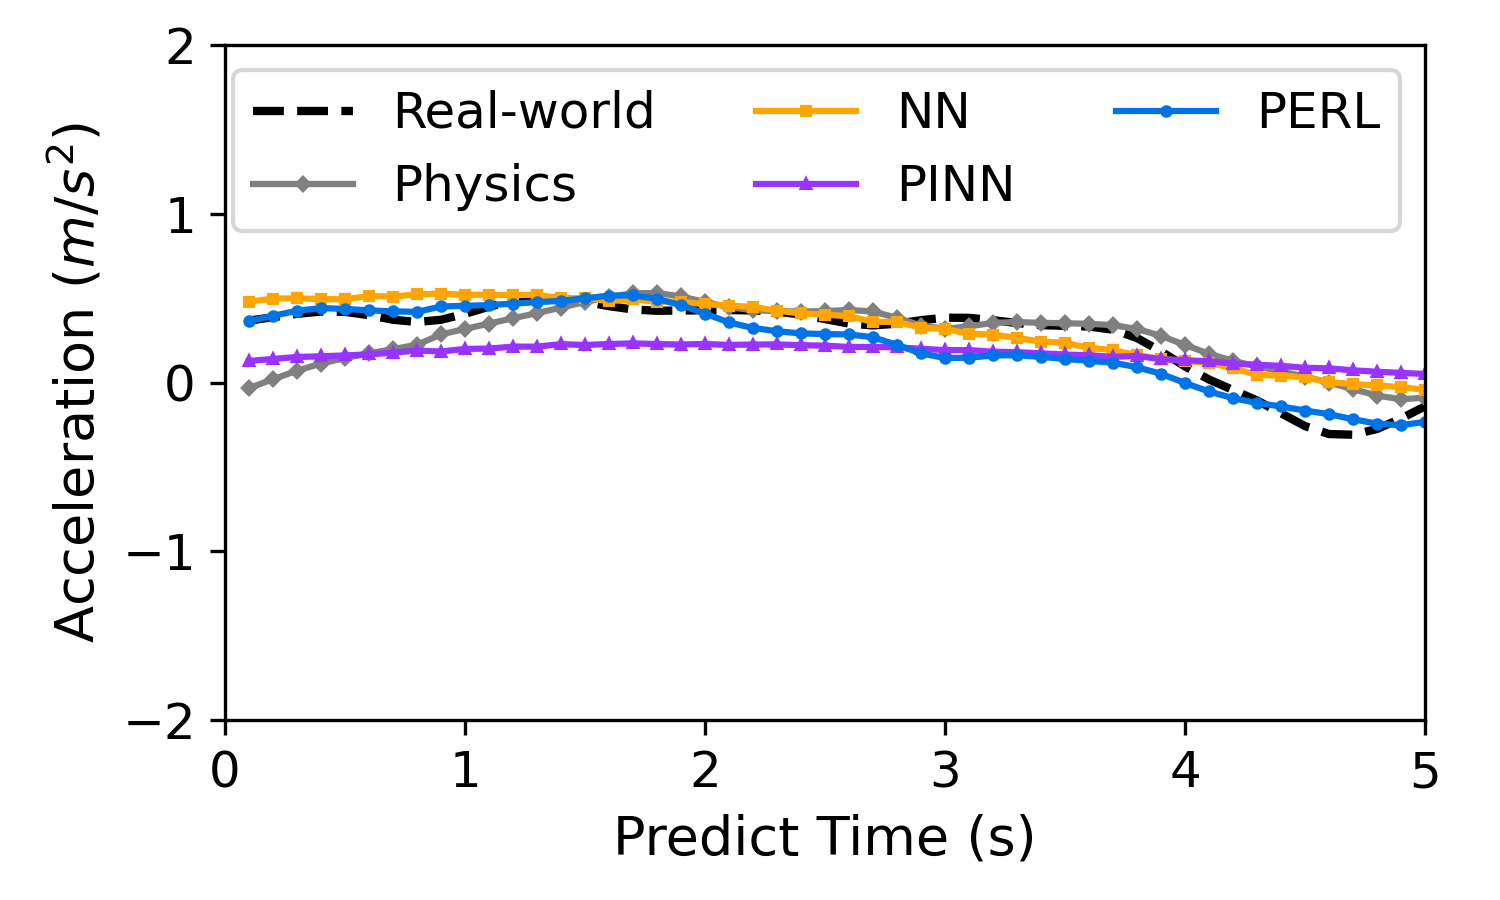 2
1
0
−1
−2
Acceleration (m/s²)
Real-world
Physics
NN
PINN
PERL
0 1 2 3 4 5
Predict Time (s)